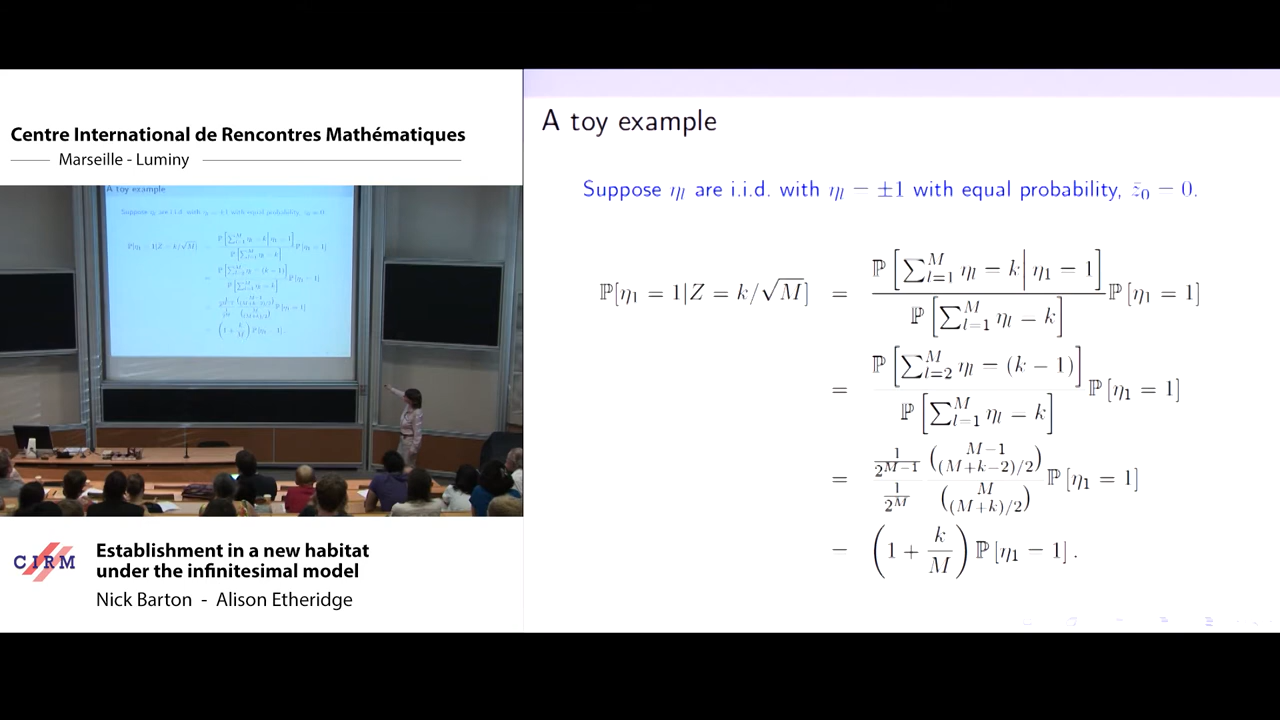 Centre International de Rencontres Mathématiques
Marseille - Luminy
A toy example
Suppose η_l are i.i.d. with η_l = ±1 with equal probability, z̄_0 = 0.
ℙ[η_1 = 1|Z = k/√M] = ℙ[∑_{l=1}^M η_l = k | η_1 = 1] / ℙ[∑_{l=1}^M η_l = k] ℙ[η_1 = 1]
= ℙ[∑_{l=2}^M η_l = (k − 1)] / ℙ[∑_{l=1}^M η_l = k] ℙ[η_1 = 1]
= (1/2^{M−1} \binom{M−1}{(M+k−2)/2}) / (1/2^M \binom{M}{(M+k)/2}) ℙ[η_1 = 1]
= (1 + k/M) ℙ[η_1 = 1].
CIRM
Establishment in a new habitat
under the infinitesimal model
Nick Barton - Alison Etheridge